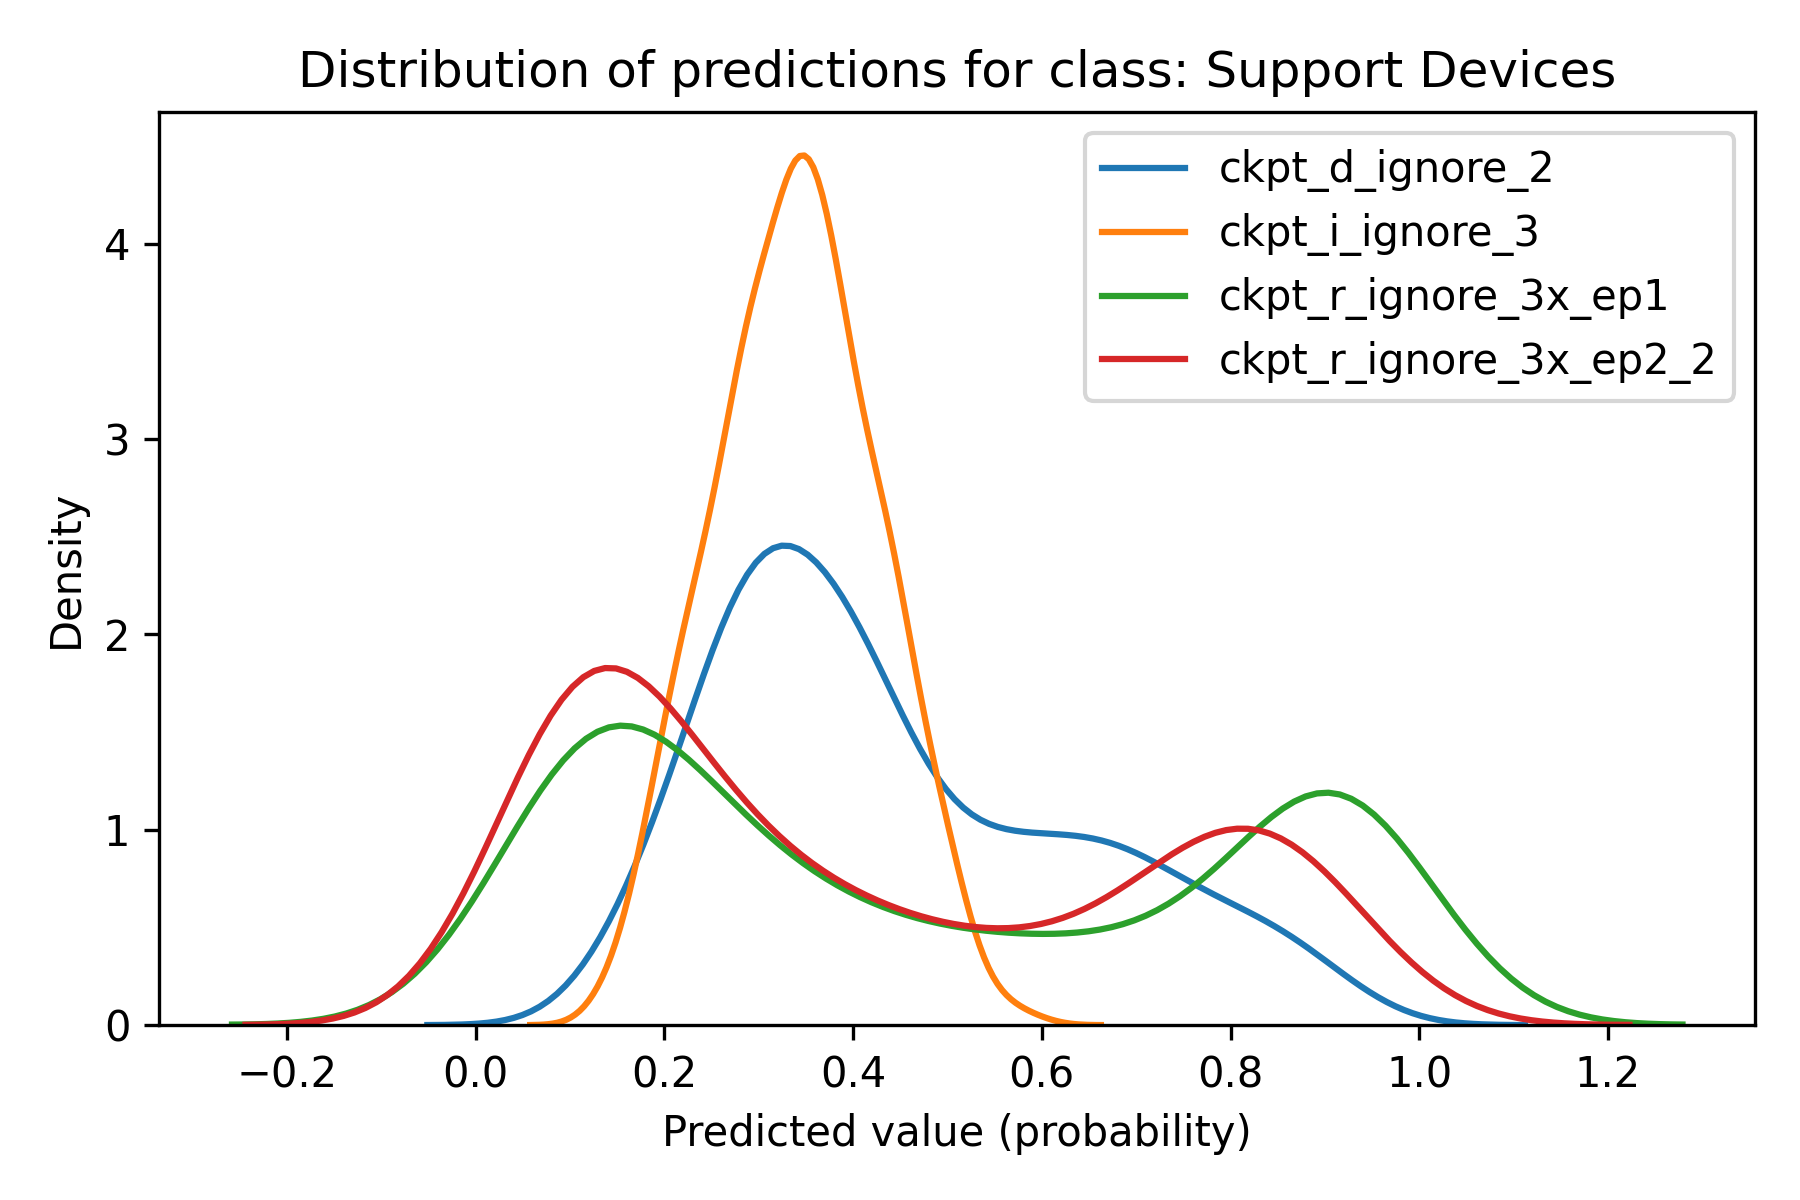 Distribution of predictions for class: Support Devices
ckpt_d_ignore_2
ckpt_i_ignore_3
ckpt_r_ignore_3x_ep1
ckpt_r_ignore_3x_ep2_2
Density
4
3
2
1
0
−0.2
0.0
0.2
0.4
0.6
0.8
1.0
1.2
Predicted value (probability)